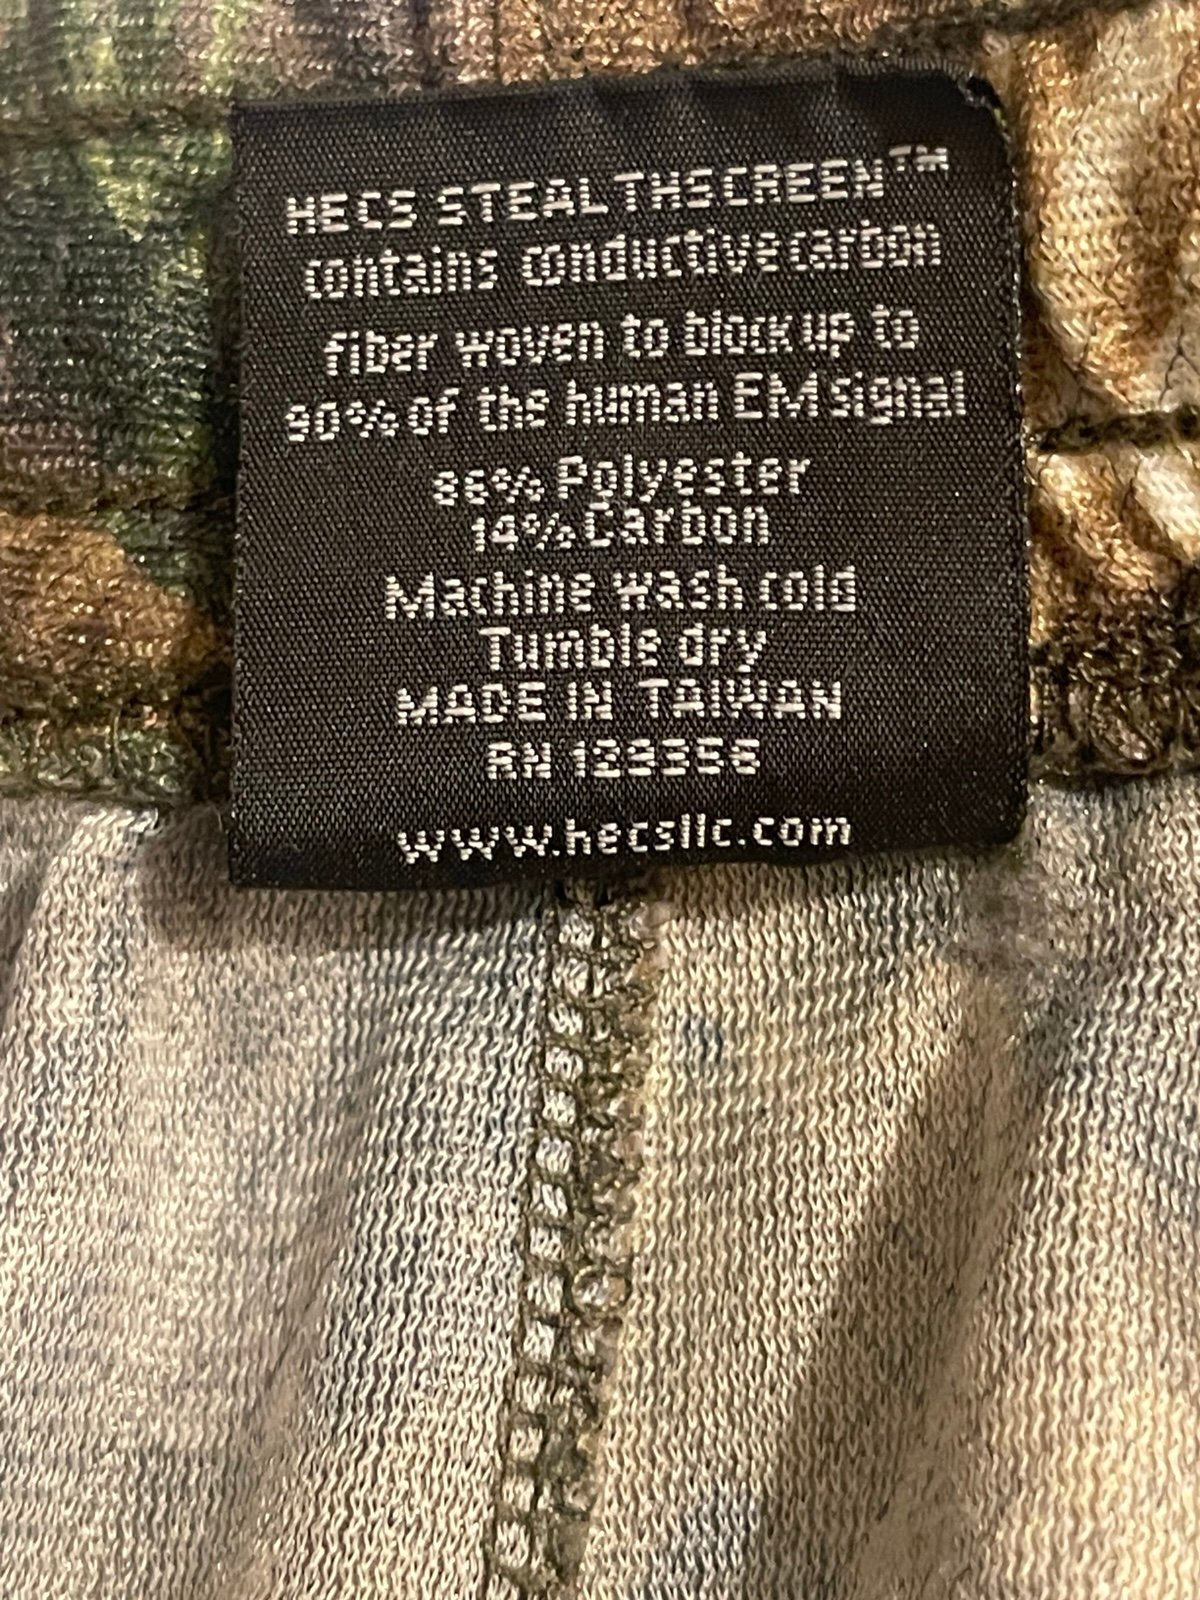 HECS STEALTHSCREEN™
contains conductive carbon
fiber woven to block up to
90% of the human EM signal
86% Polyester
14% Carbon
Machine wash cold
Tumble dry
MADE IN TAIWAN
RN 129356
www.hecsllc.com